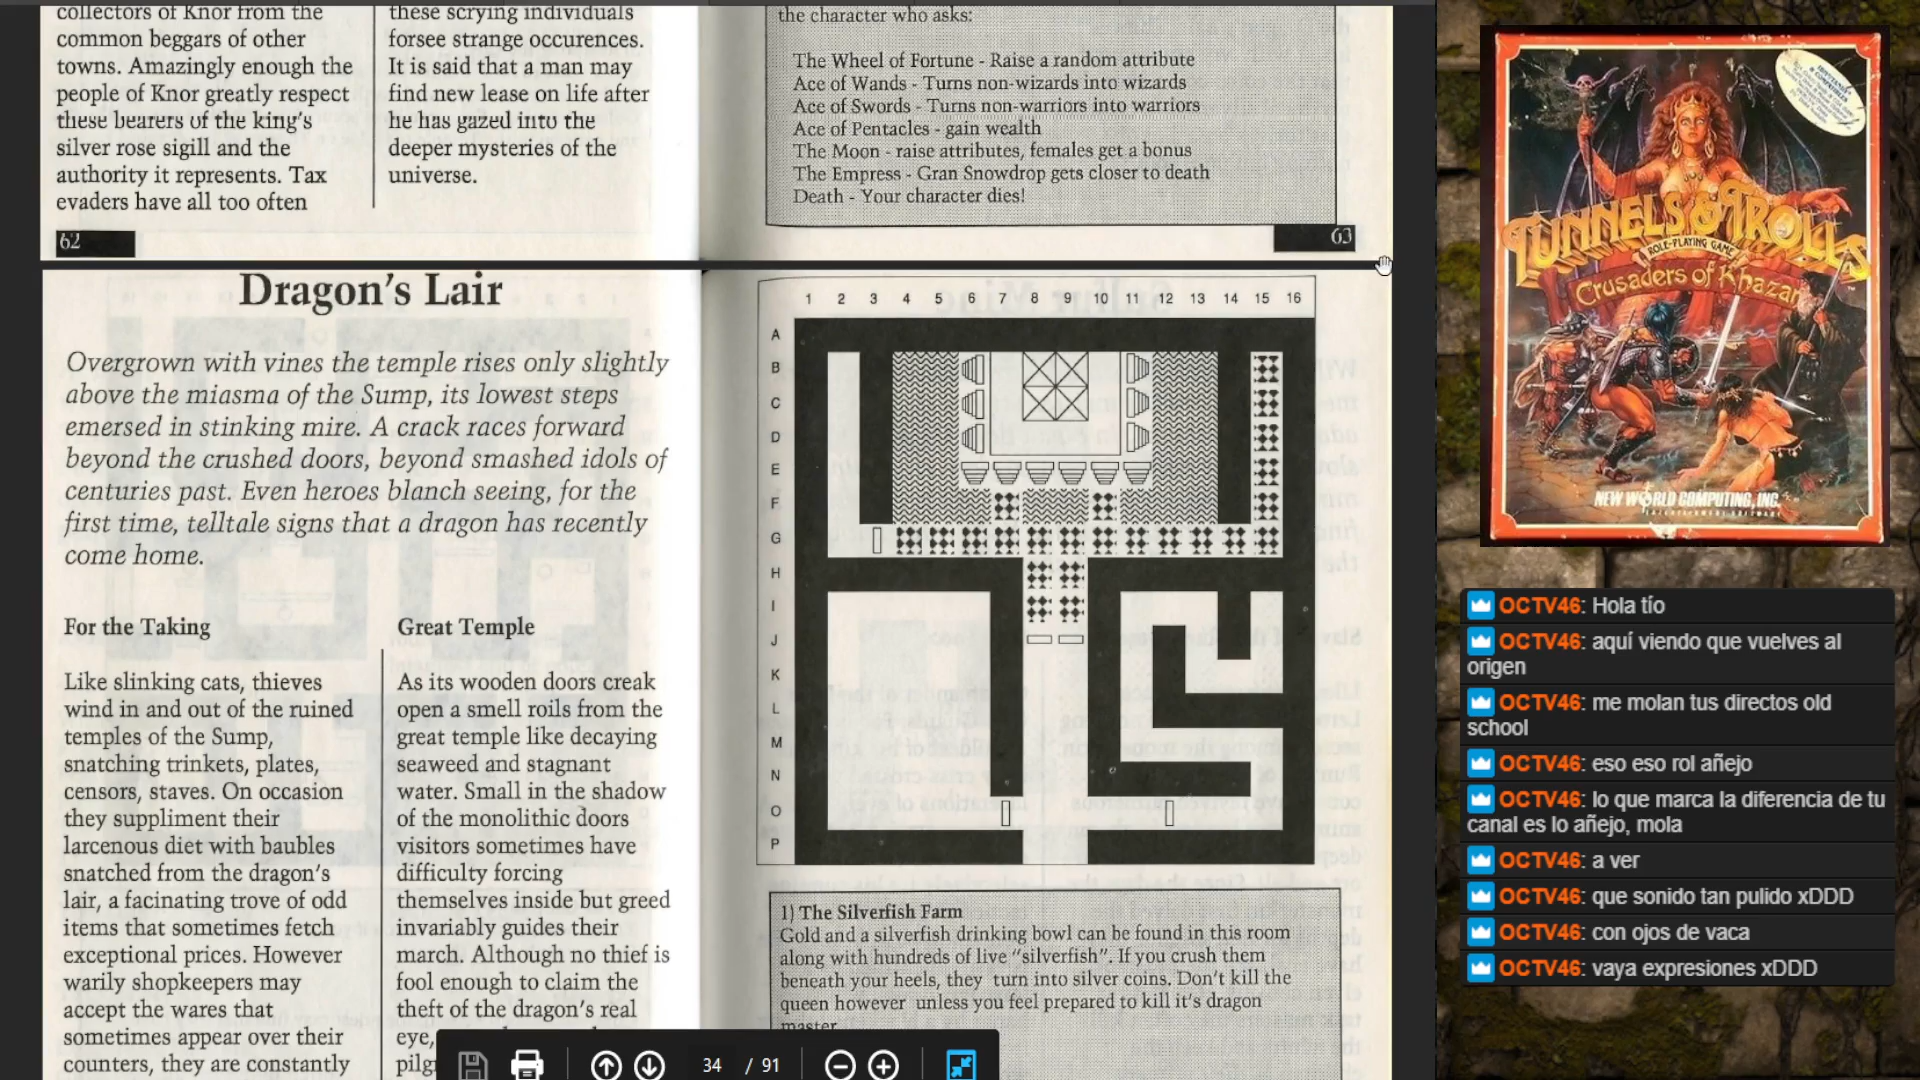 collectors of Knor from the
common beggars of other
towns. Amazingly enough the
people of Knor greatly respect
these bearers of the king's
silver rose sigill and the
authority it represents. Tax
evaders have all too often
62
these scrying individuals
forsee strange occurences.
It is said that a man may
find new lease on life after
he has gazed into the
deeper mysteries of the
universe.
the character who asks:
The Wheel of Fortune - Raise a random attribute
Ace of Wands - Turns non-wizards into wizards
Ace of Swords - Turns non-warriors into warriors
Ace of Pentacles - gain wealth
The Moon - raise attributes, females get a bonus
The Empress - Gran Snowdrop gets closer to death
Death - Your character dies!
63
Dragon's Lair
Overgrown with vines the temple rises only slightly
above the miasma of the Sump, its lowest steps
emersed in stinking mire. A crack races forward
beyond the crushed doors, beyond smashed idols of
centuries past. Even heroes blanch seeing, for the
first time, telltale signs that a dragon has recently
come home.
For the Taking
Like slinking cats, thieves
wind in and out of the ruined
temples of the Sump,
snatching trinkets, plates,
censors, staves. On occasion
they suppliment their
larcenous diet with baubles
snatched from the dragon's
lair, a facinating trove of odd
items that sometimes fetch
exceptional prices. However
warily shopkeepers may
accept the wares that
sometimes appear over their
counters, they are constantly
Great Temple
As its wooden doors creak
open a smell roils from the
great temple like decaying
seaweed and stagnant
water. Small in the shadow
of the monolithic doors
visitors sometimes have
difficulty forcing
themselves inside but greed
invariably guides their
march. Although no thief is
fool enough to claim the
theft of the dragon's real
eye,
1 2 3 4 5 6 7 8 9 10 11 12 13 14 15 16
A
B
C
D
E
F
G
H
I
J
K
L
M
N
O
P
1) The Silverfish Farm
Gold and a silverfish drinking bowl can be found in this room
along with hundreds of live "silverfish". If you crush them
beneath your heels, they turn into silver coins. Don't kill the
queen however unless you feel prepared to kill it's dragon
master
34 / 91
TUNNELS & TROLLS
ROLE-PLAYING GAME
Crusaders of Khazan
NEW WORLD COMPUTING, INC.
OCTV46: Hola tío
OCTV46: aquí viendo que vuelves al
origen
OCTV46: me molan tus directos old
school
OCTV46: eso eso rol añejo
OCTV46: lo que marca la diferencia de tu
canal es lo añejo, mola
OCTV46: a ver
OCTV46: que sonido tan pulido xDDD
OCTV46: con ojos de vaca
OCTV46: vaya expresiones xDDD